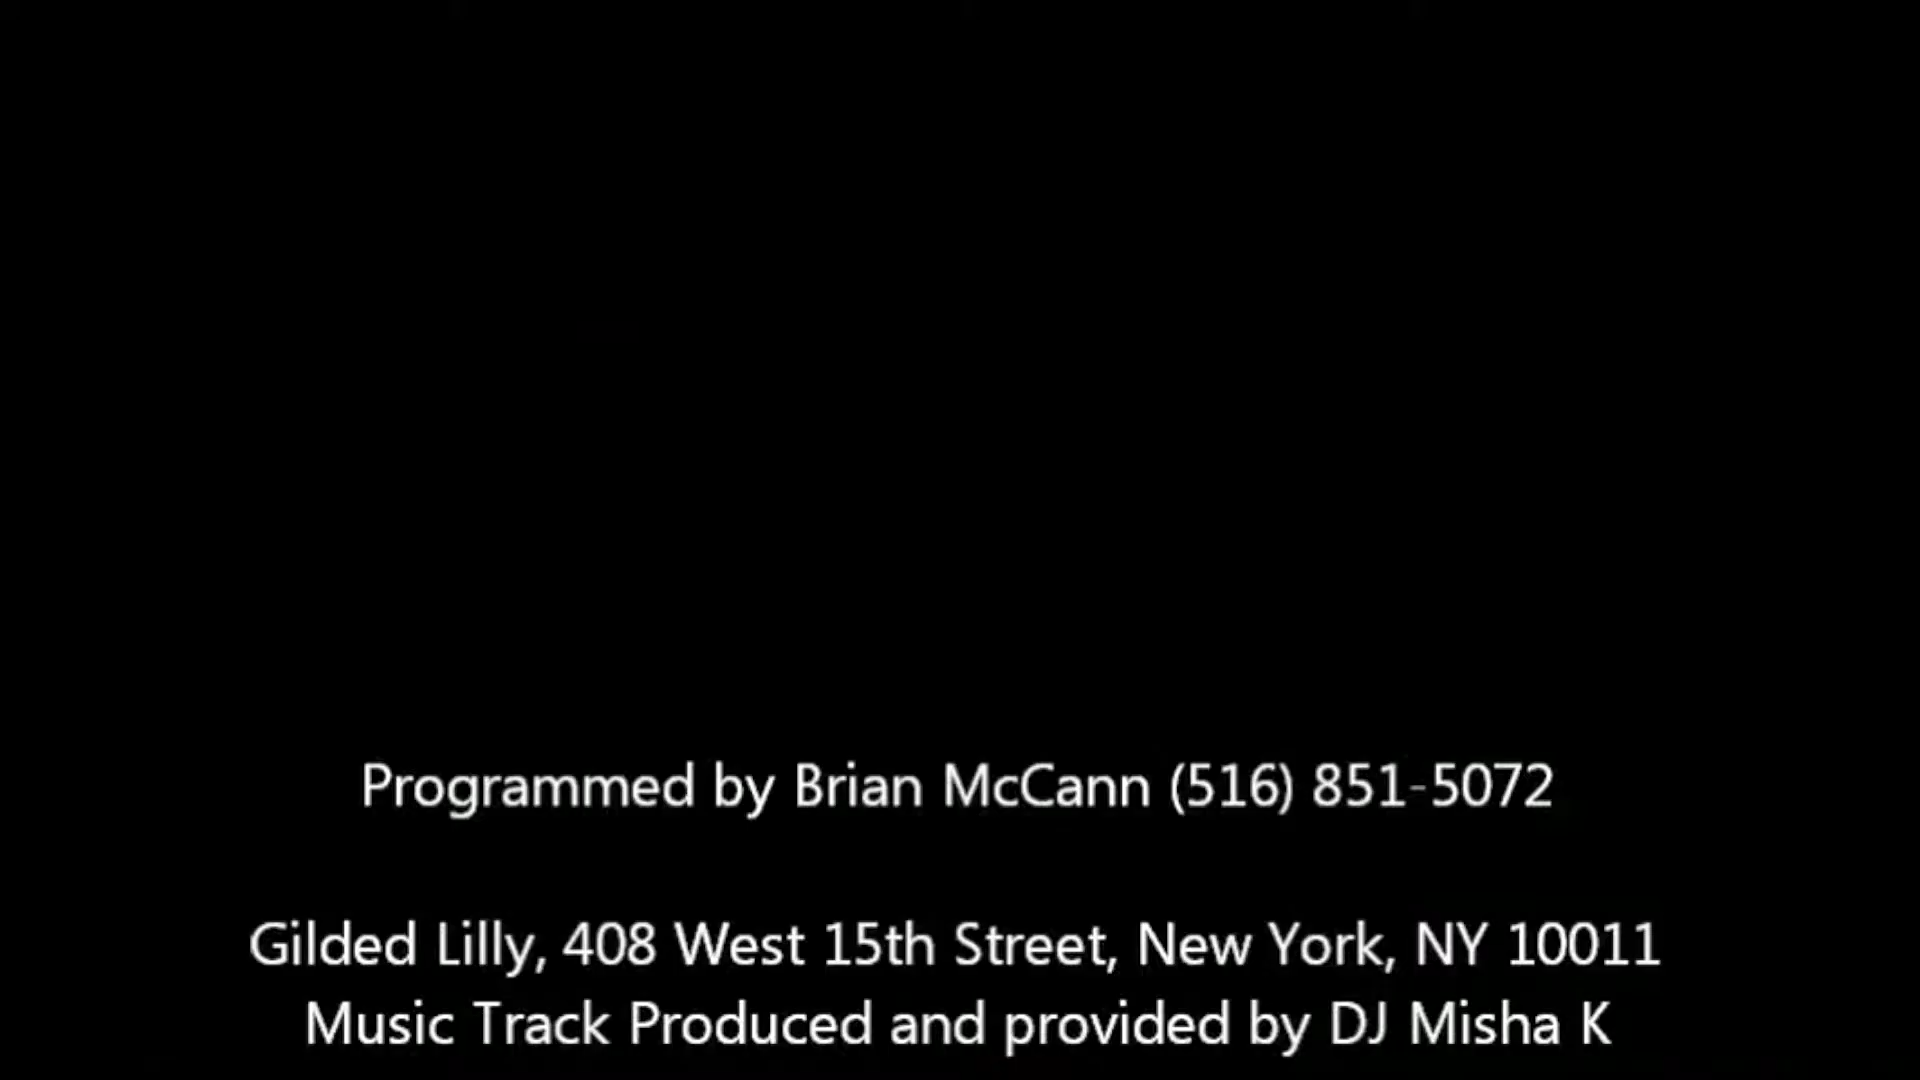 Programmed by Brian McCann (516) 851-5072
Gilded Lilly, 408 West 15th Street, New York, NY 10011
Music Track Produced and provided by DJ Misha K